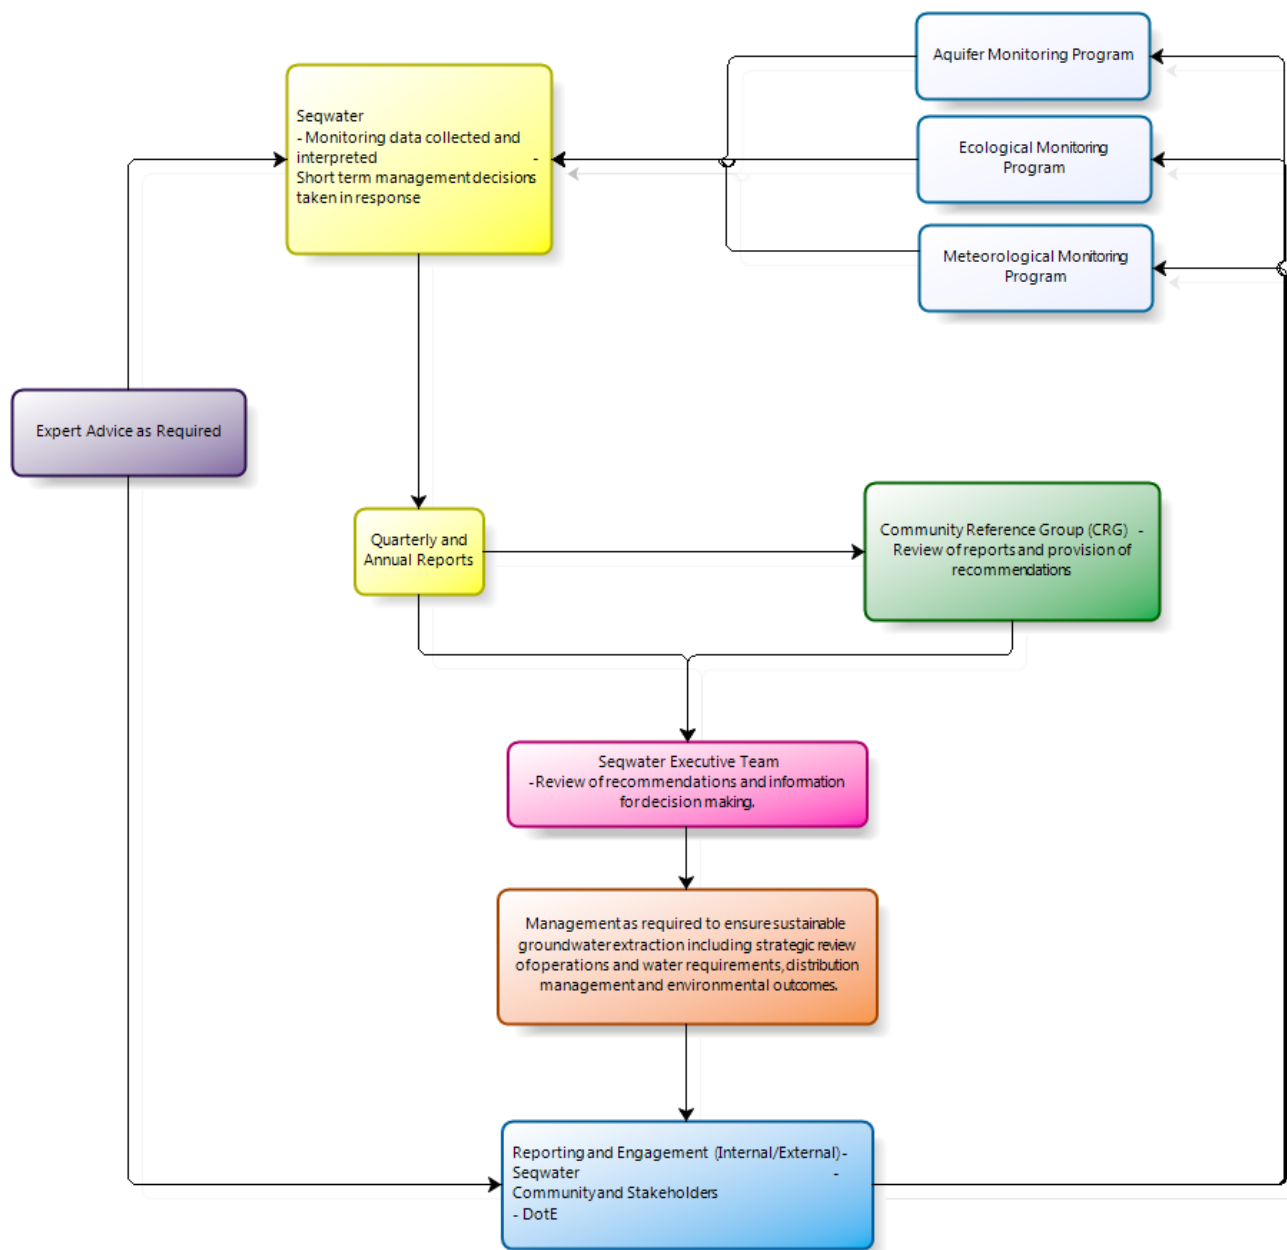 Aquifer Monitoring Program
Seqwater
- Monitoring data collected and
interpreted -
Short term management decisions
taken in response
Ecological Monitoring
Program
Meteorological Monitoring
Program
Expert Advice as Required
Quarterly and
Annual Reports
Community Reference Group (CRG) -
Review of reports and provision of
recommendations
Seqwater Executive Team
- Review of recommendations and information
for decision making.
Management as required to ensure sustainable
groundwater extraction including strategic review
of operations and water requirements, distribution
management and environmental outcomes.
Reporting and Engagement (Internal/External) -
Seqwater -
Community and Stakeholders
- DotE